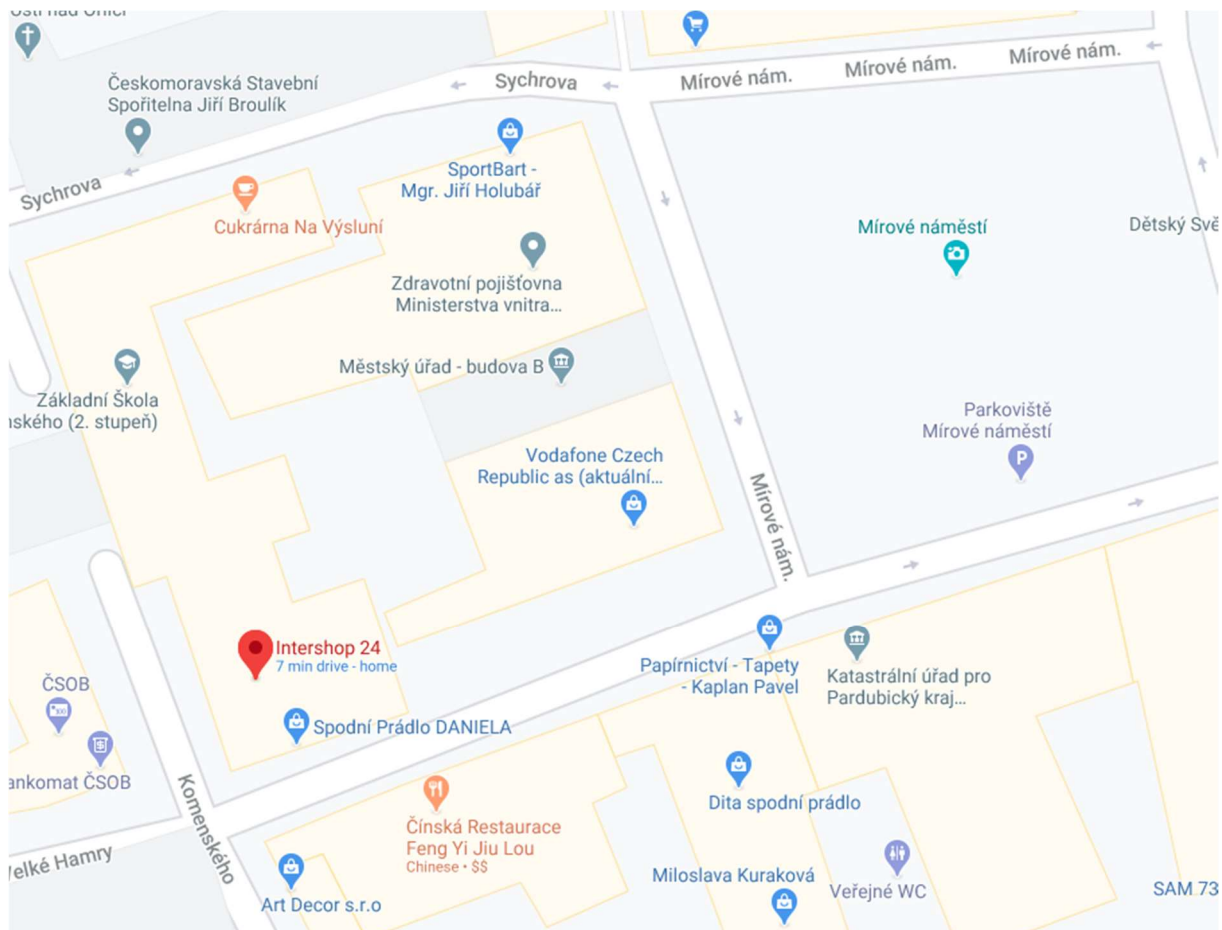 Ústí nad Orlicí
Českomoravská Stavební
Spořitelna Jiří Broulík
Sychrova
Mírové nám.
Mírové nám.
Mírové nám.
Sychrova
SportBart -
Mgr. Jiří Holubář
Cukrárna Na Výsluní
Mírové náměstí
Dětský Svě
Zdravotní pojišťovna
Ministerstva vnitra...
Městský úřad - budova B
Základní Škola
nského (2. stupeň)
Parkoviště
Mírové náměstí
P
Vodafone Czech
Republic as (aktuální...
Mírové nám.
Intershop 24
7 min drive - home
Papírnictví - Tapety
- Kaplan Pavel
Katastrální úřad pro
Pardubický kraj...
ČSOB
Spodní Prádlo DANIELA
ankomat ČSOB
Komenského
Dita spodní prádlo
Čínská Restaurace
Feng Yi Jiu Lou
Chinese • $$
elké Hamry
Miloslava Kuraková
Veřejné WC
SAM 73
Art Decor s.r.o